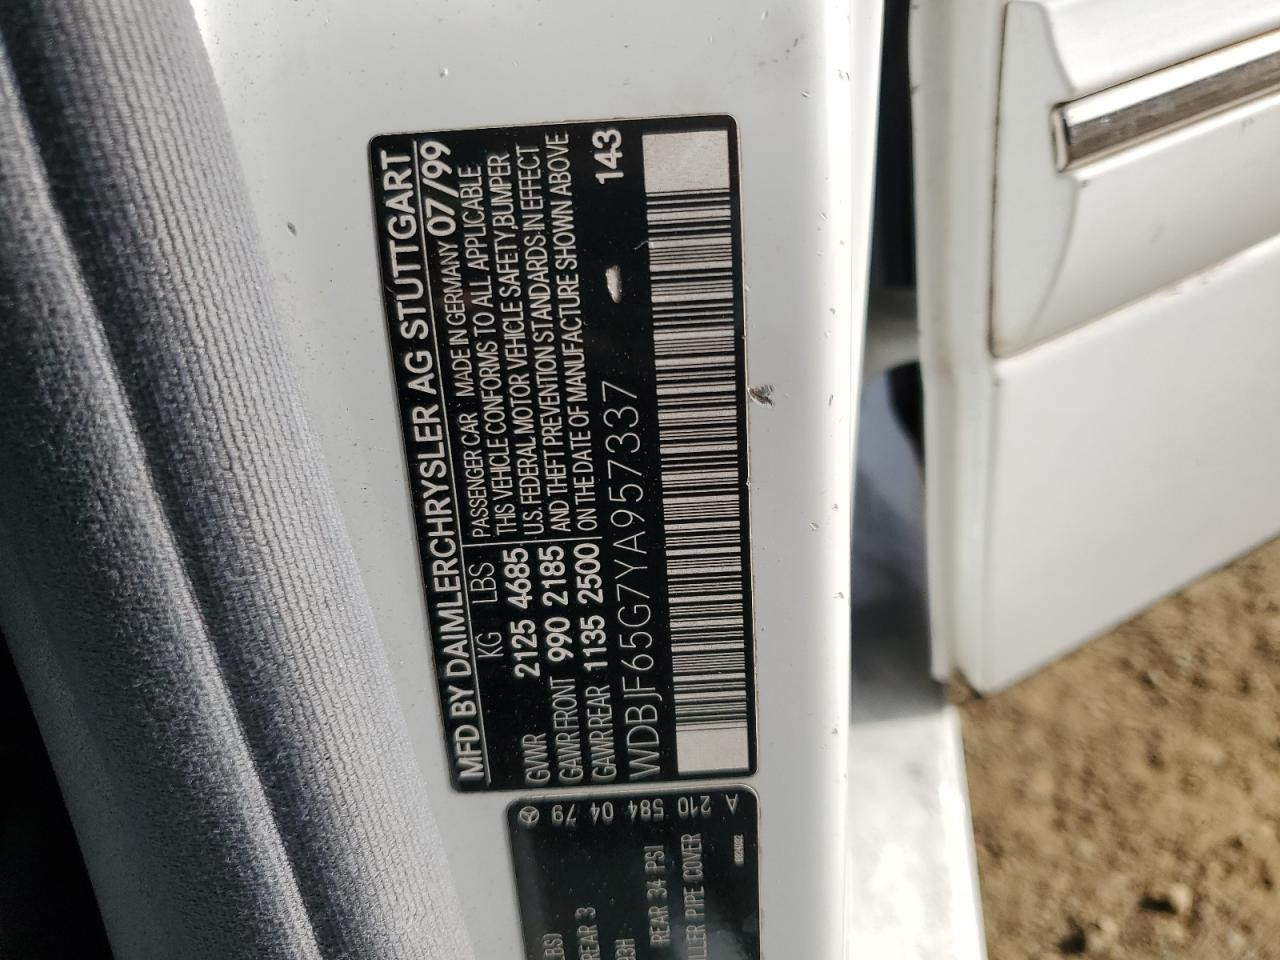 MFD BY DAIMLERCHRYSLER AG STUTTGART
KG LBS PASSENGER CAR MADE IN GERMANY 07/99
GVWR 2125 4685
GAWR FRONT 990 2185
GAWR REAR 1135 2500
THIS VEHICLE CONFORMS TO ALL APPLICABLE
U.S. FEDERAL MOTOR VEHICLE SAFETY,BUMPER
AND THEFT PREVENTION STANDARDS IN EFFECT
ON THE DATE OF MANUFACTURE SHOWN ABOVE
WDBJF65G7YA957337 143
A 210 584 04 79
LBS)
REAR 3
REAR 34 PSI
LLER PIPE COVER